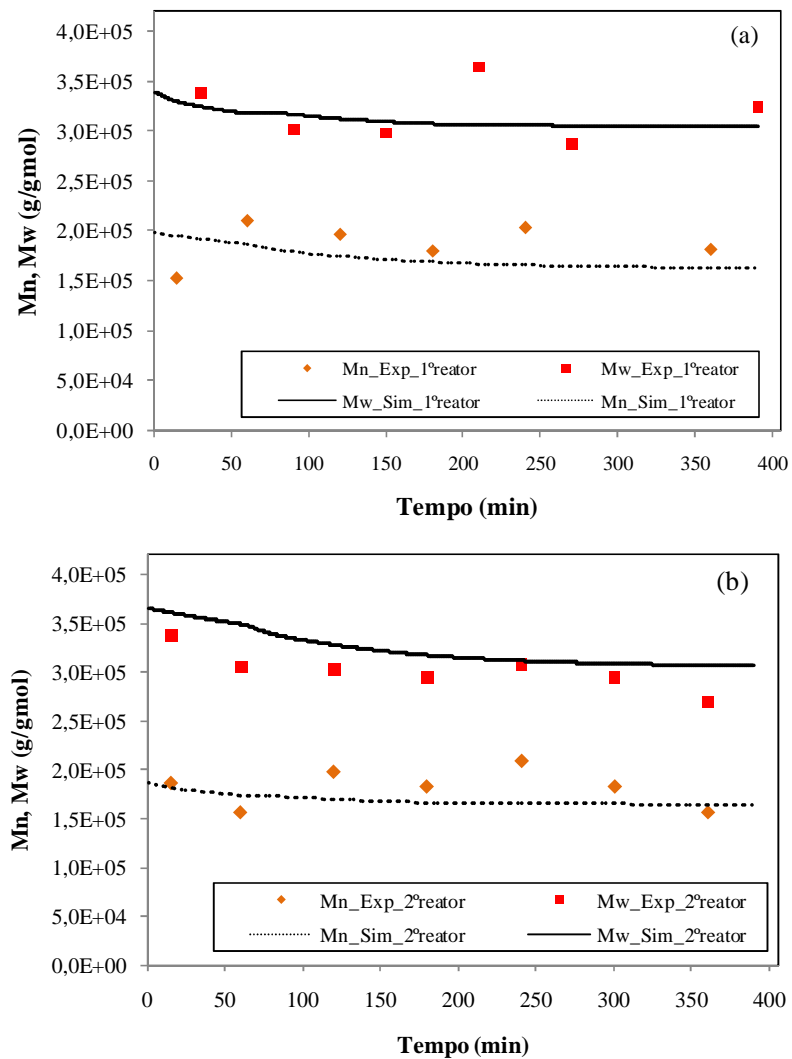 (a)
4,0E+05
3,5E+05
3,0E+05
2,5E+05
2,0E+05
1,5E+05
1,0E+05
5,0E+04
0,0E+00
Mn, Mw (g/gmol)
Mn_Exp_1ºreator Mw_Exp_1ºreator
Mw_Sim_1ºreator Mn_Sim_1ºreator
0 50 100 150 200 250 300 350 400
Tempo (min)
(b)
4,0E+05
3,5E+05
3,0E+05
2,5E+05
2,0E+05
1,5E+05
1,0E+05
5,0E+04
0,0E+00
Mn, Mw (g/gmol)
Mn_Exp_2ºreator Mw_Exp_2ºreator
Mn_Sim_2ºreator Mw_Sim_2ºreator
0 50 100 150 200 250 300 350 400
Tempo (min)